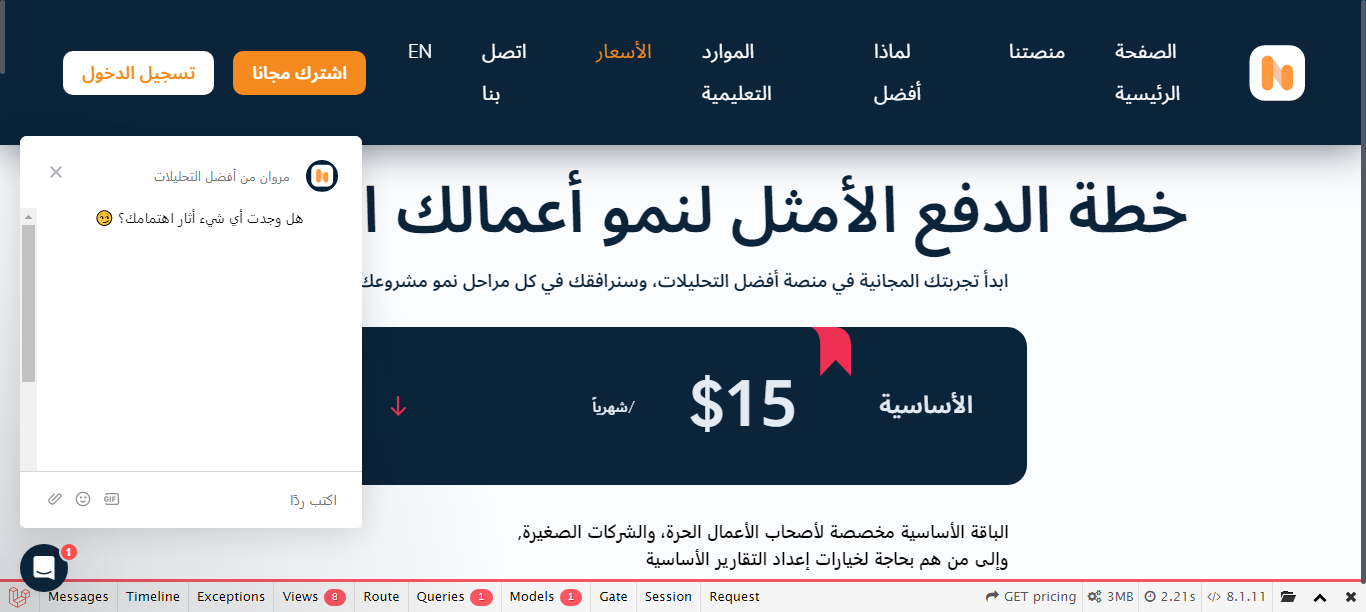 الصفحة الرئيسية
منصتنا
لماذا أفضل
الموارد التعليمية
الأسعار
اتصل بنا
EN
اشترك مجانا
تسجيل الدخول
مروان من أفضل التحليلات
هل وجدت أي شيء أثار اهتمامك؟ 😏
اكتب ردًا
GIF
1
خطة الدفع الأمثل لنمو أعمالك ا
ابدأ تجربتك المجانية في منصة أفضل التحليلات، وسنرافقك في كل مراحل نمو مشروعك
الأساسية
$15
/شهرياً
الباقة الأساسية مخصصة لأصحاب الأعمال الحرة، والشركات الصغيرة,
وإلى من هم بحاجة لخيارات إعداد التقارير الأساسية
Messages Timeline Exceptions Views 8 Route Queries 1 Models 1 Gate Session Request GET pricing 3MB 2.21s </> 8.1.11